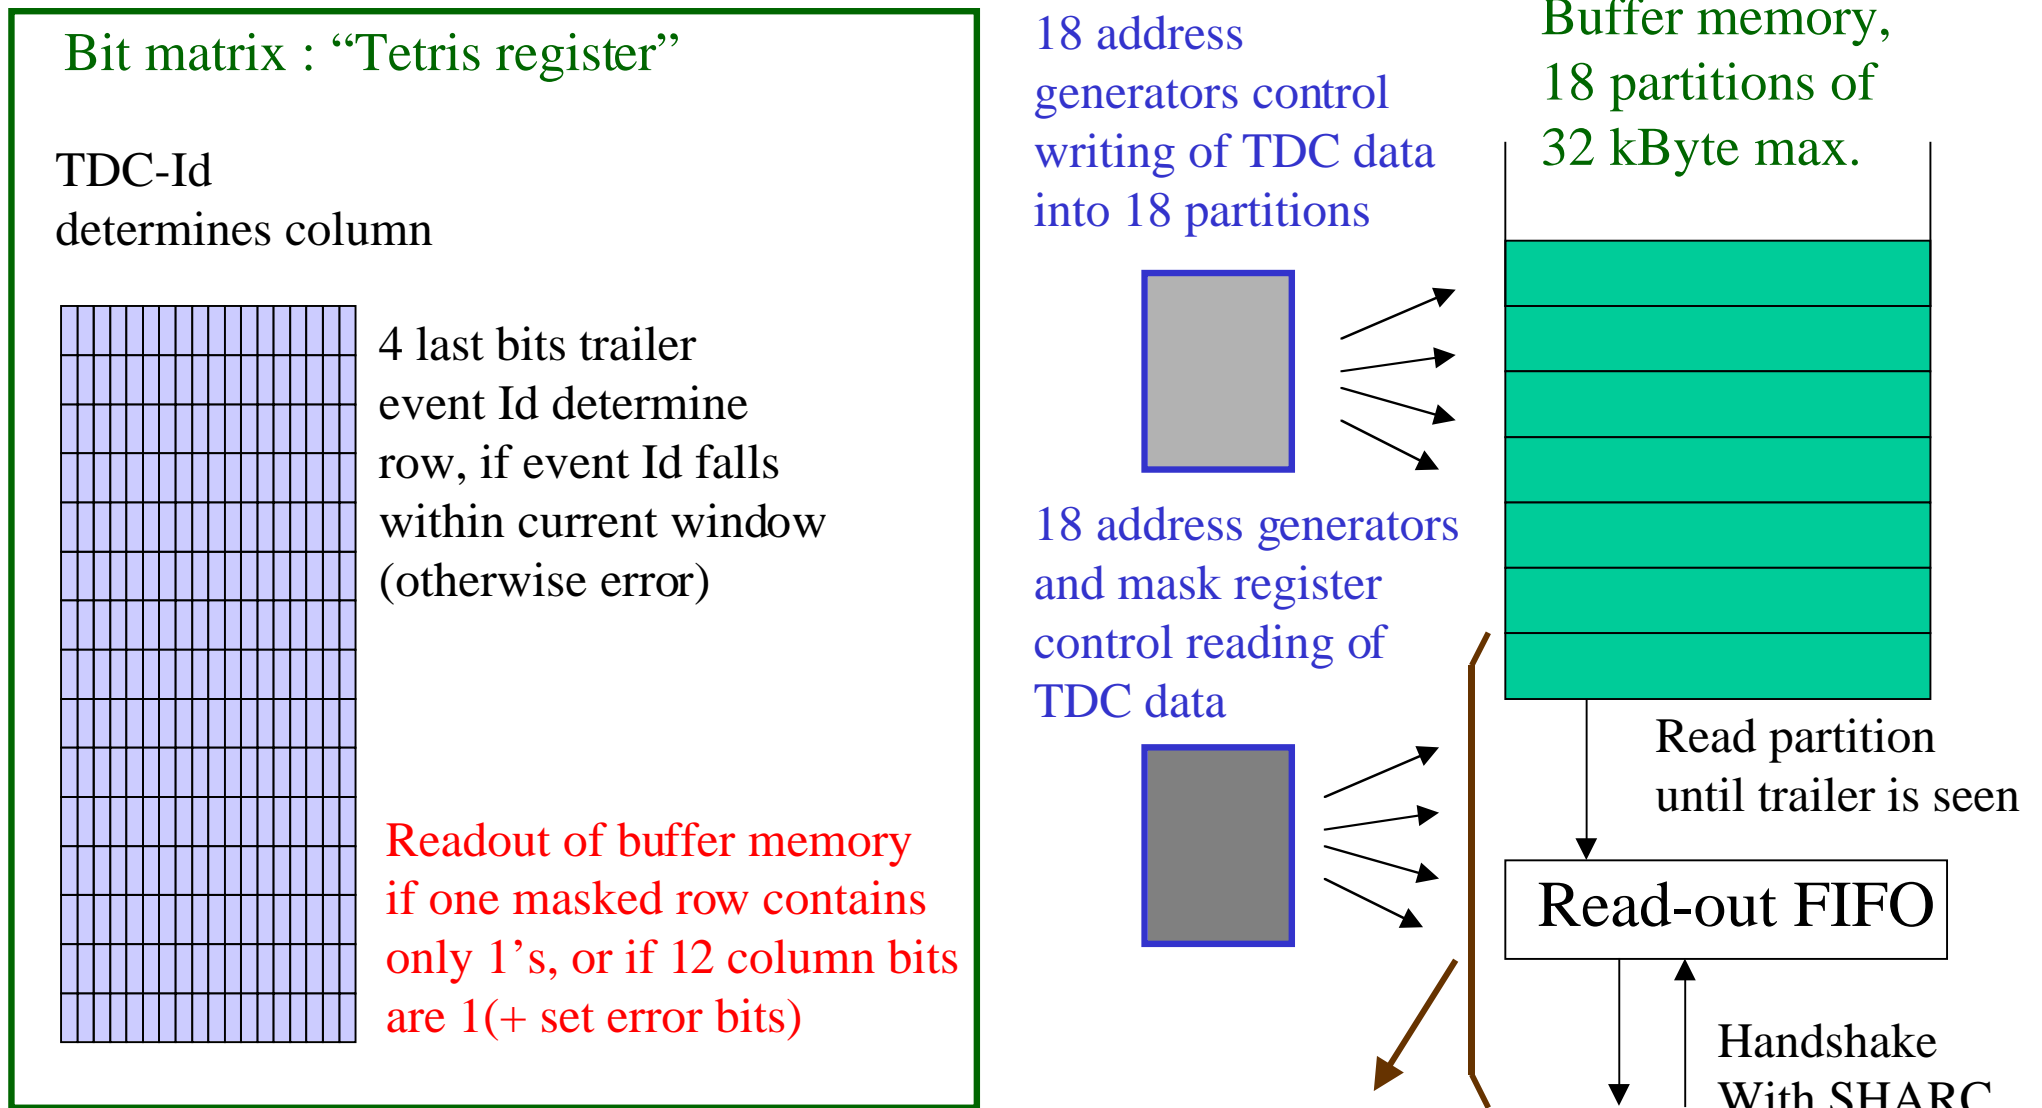 Bit matrix : “Tetris register”
TDC-Id
determines column
4 last bits trailer
event Id determine
row, if event Id falls
within current window
(otherwise error)
Readout of buffer memory
if one masked row contains
only 1’s, or if 12 column bits
are 1(+ set error bits)
18 address
generators control
writing of TDC data
into 18 partitions
18 address generators
and mask register
control reading of
TDC data
Buffer memory,
18 partitions of
32 kByte max.
Read partition
until trailer is seen
Read-out FIFO
Handshake
With SHARC